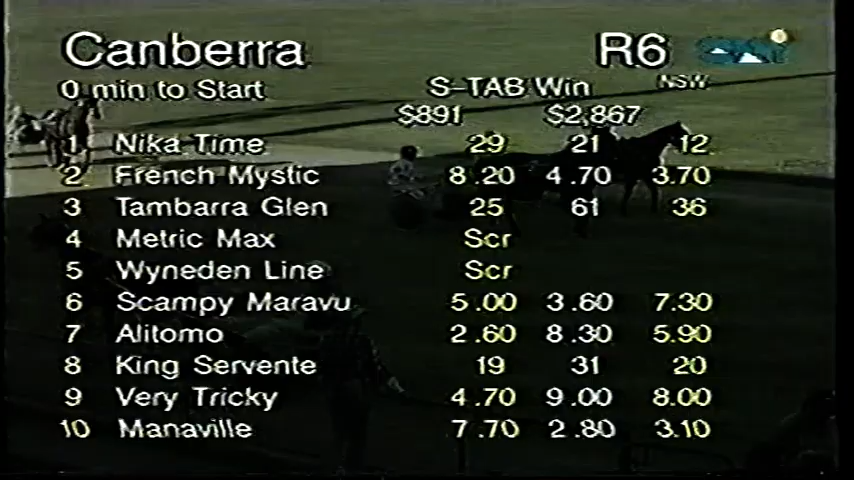 Canberra R6
0 min to Start S-TAB Win NSW
$891 $2,867
1 Nika Time 29 21 12
2 French Mystic 8.20 4.70 3.70
3 Tambarra Glen 25 61 36
4 Metric Max Scr
5 Wyneden Line Scr
6 Scampy Maravu 5.00 3.60 7.30
7 Alitomo 2.60 8.30 5.90
8 King Servente 19 31 20
9 Very Tricky 4.70 9.00 8.00
10 Manaville 7.70 2.80 3.10